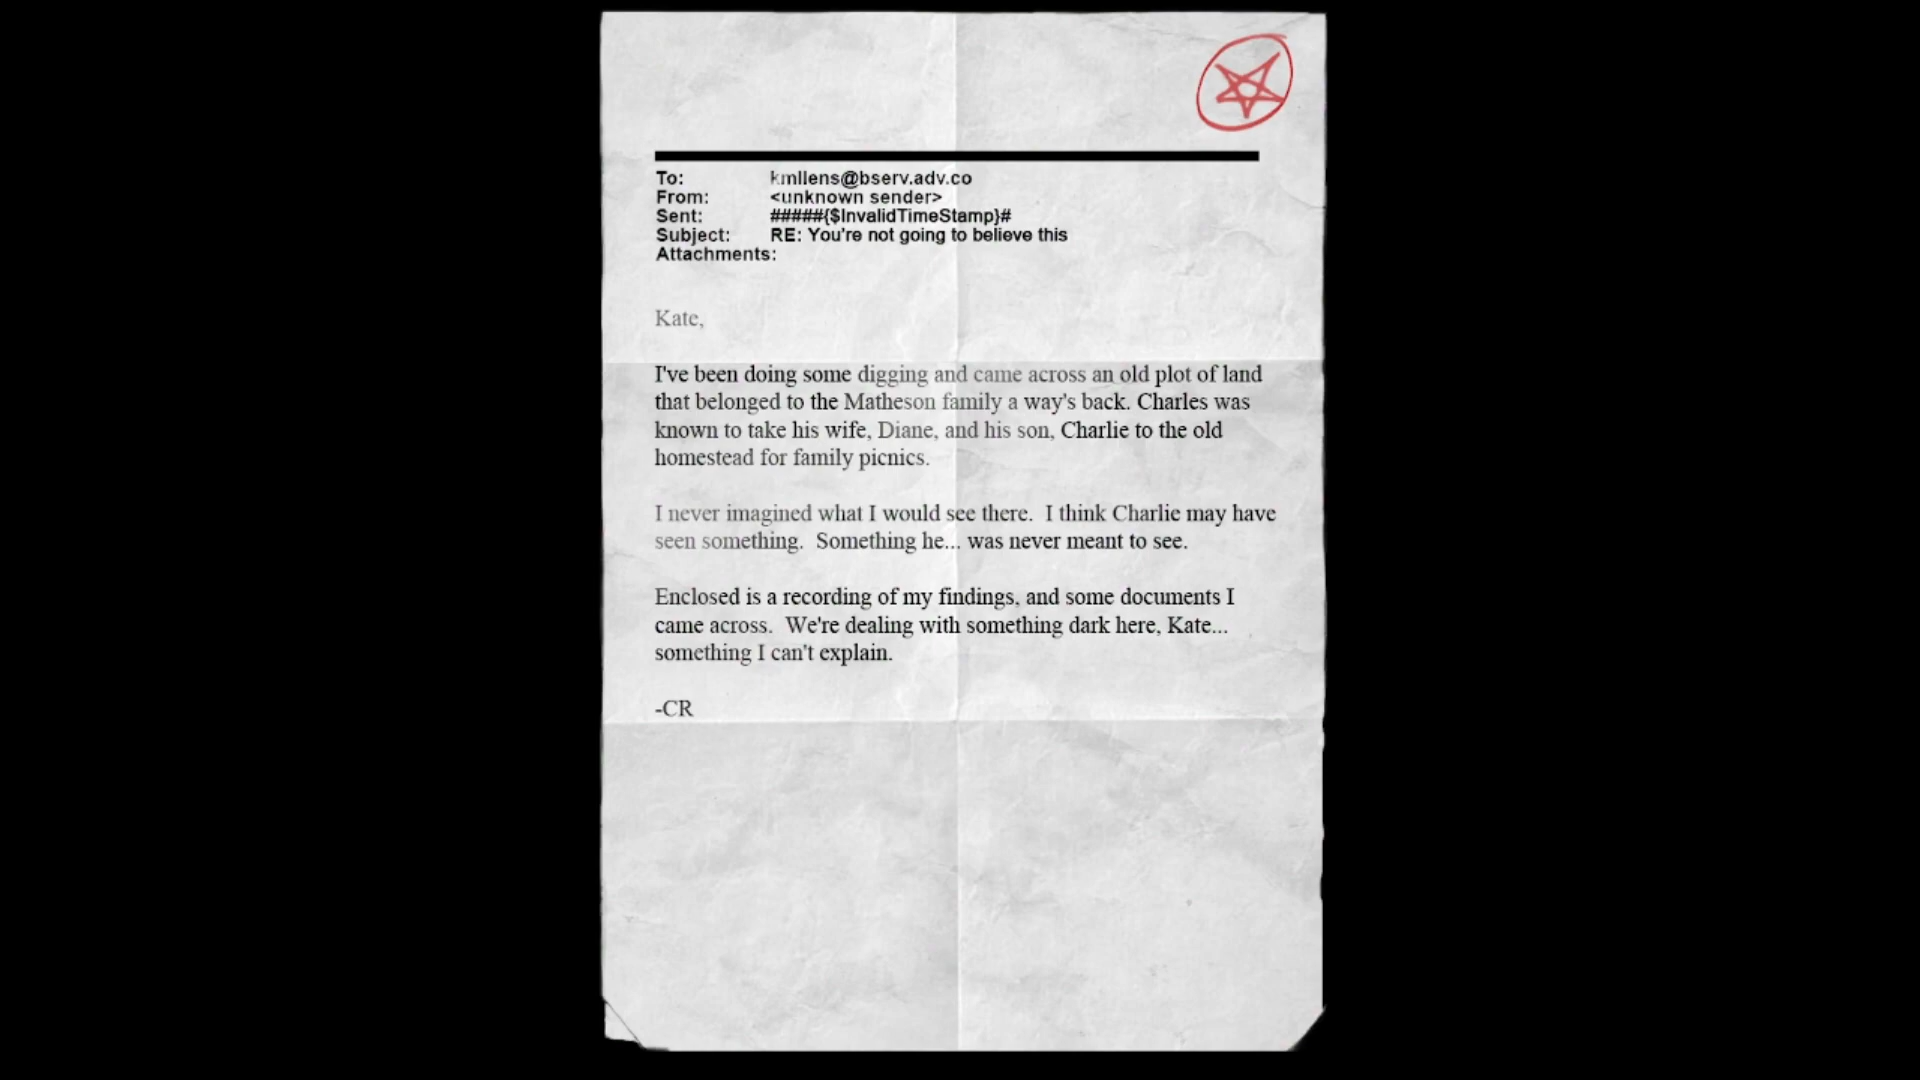 To: kmllens@bserv.adv.co
From: <unknown sender>
Sent: #####{$InvalidTimeStamp}#
Subject: RE: You're not going to believe this
Attachments:
Kate,
I've been doing some digging and came across an old plot of land
that belonged to the Matheson family a way's back. Charles was
known to take his wife, Diane, and his son, Charlie to the old
homestead for family picnics.
I never imagined what I would see there.  I think Charlie may have
seen something.  Something he... was never meant to see.
Enclosed is a recording of my findings, and some documents I
came across.  We're dealing with something dark here, Kate...
something I can't explain.
-CR